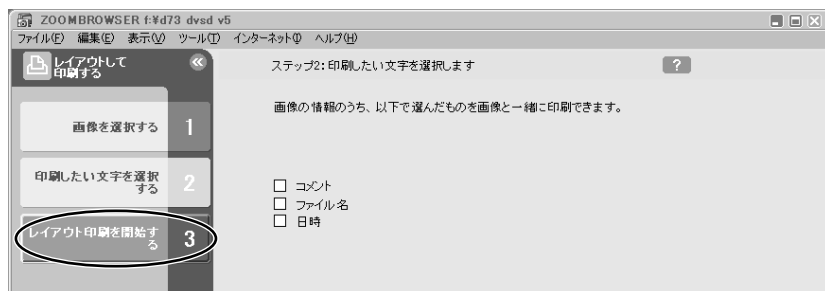 ZOOMBROWSER f:¥d73 dvsd v5
ファイル(F) 編集(E) 表示(V) ツール(T) インターネット(I) ヘルプ(H)
レイアウトして
印刷する
«
ステップ2:印刷したい文字を選択します
?
画像の情報のうち、以下で選んだものを画像と一緒に印刷できます。
画像を選択する 1
印刷したい文字を選択
する
2
コメント
ファイル名
日時
レイアウト印刷を開始す
る
3